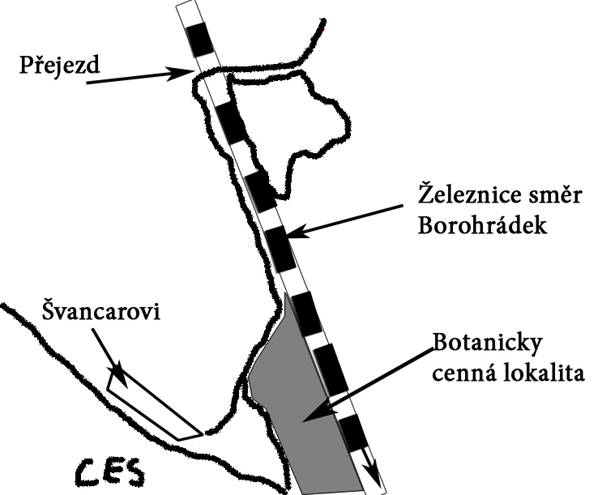 Přejezd
Železnice směr
Borohrádek
Švancarovi
Botanicky
cenná lokalita
CES